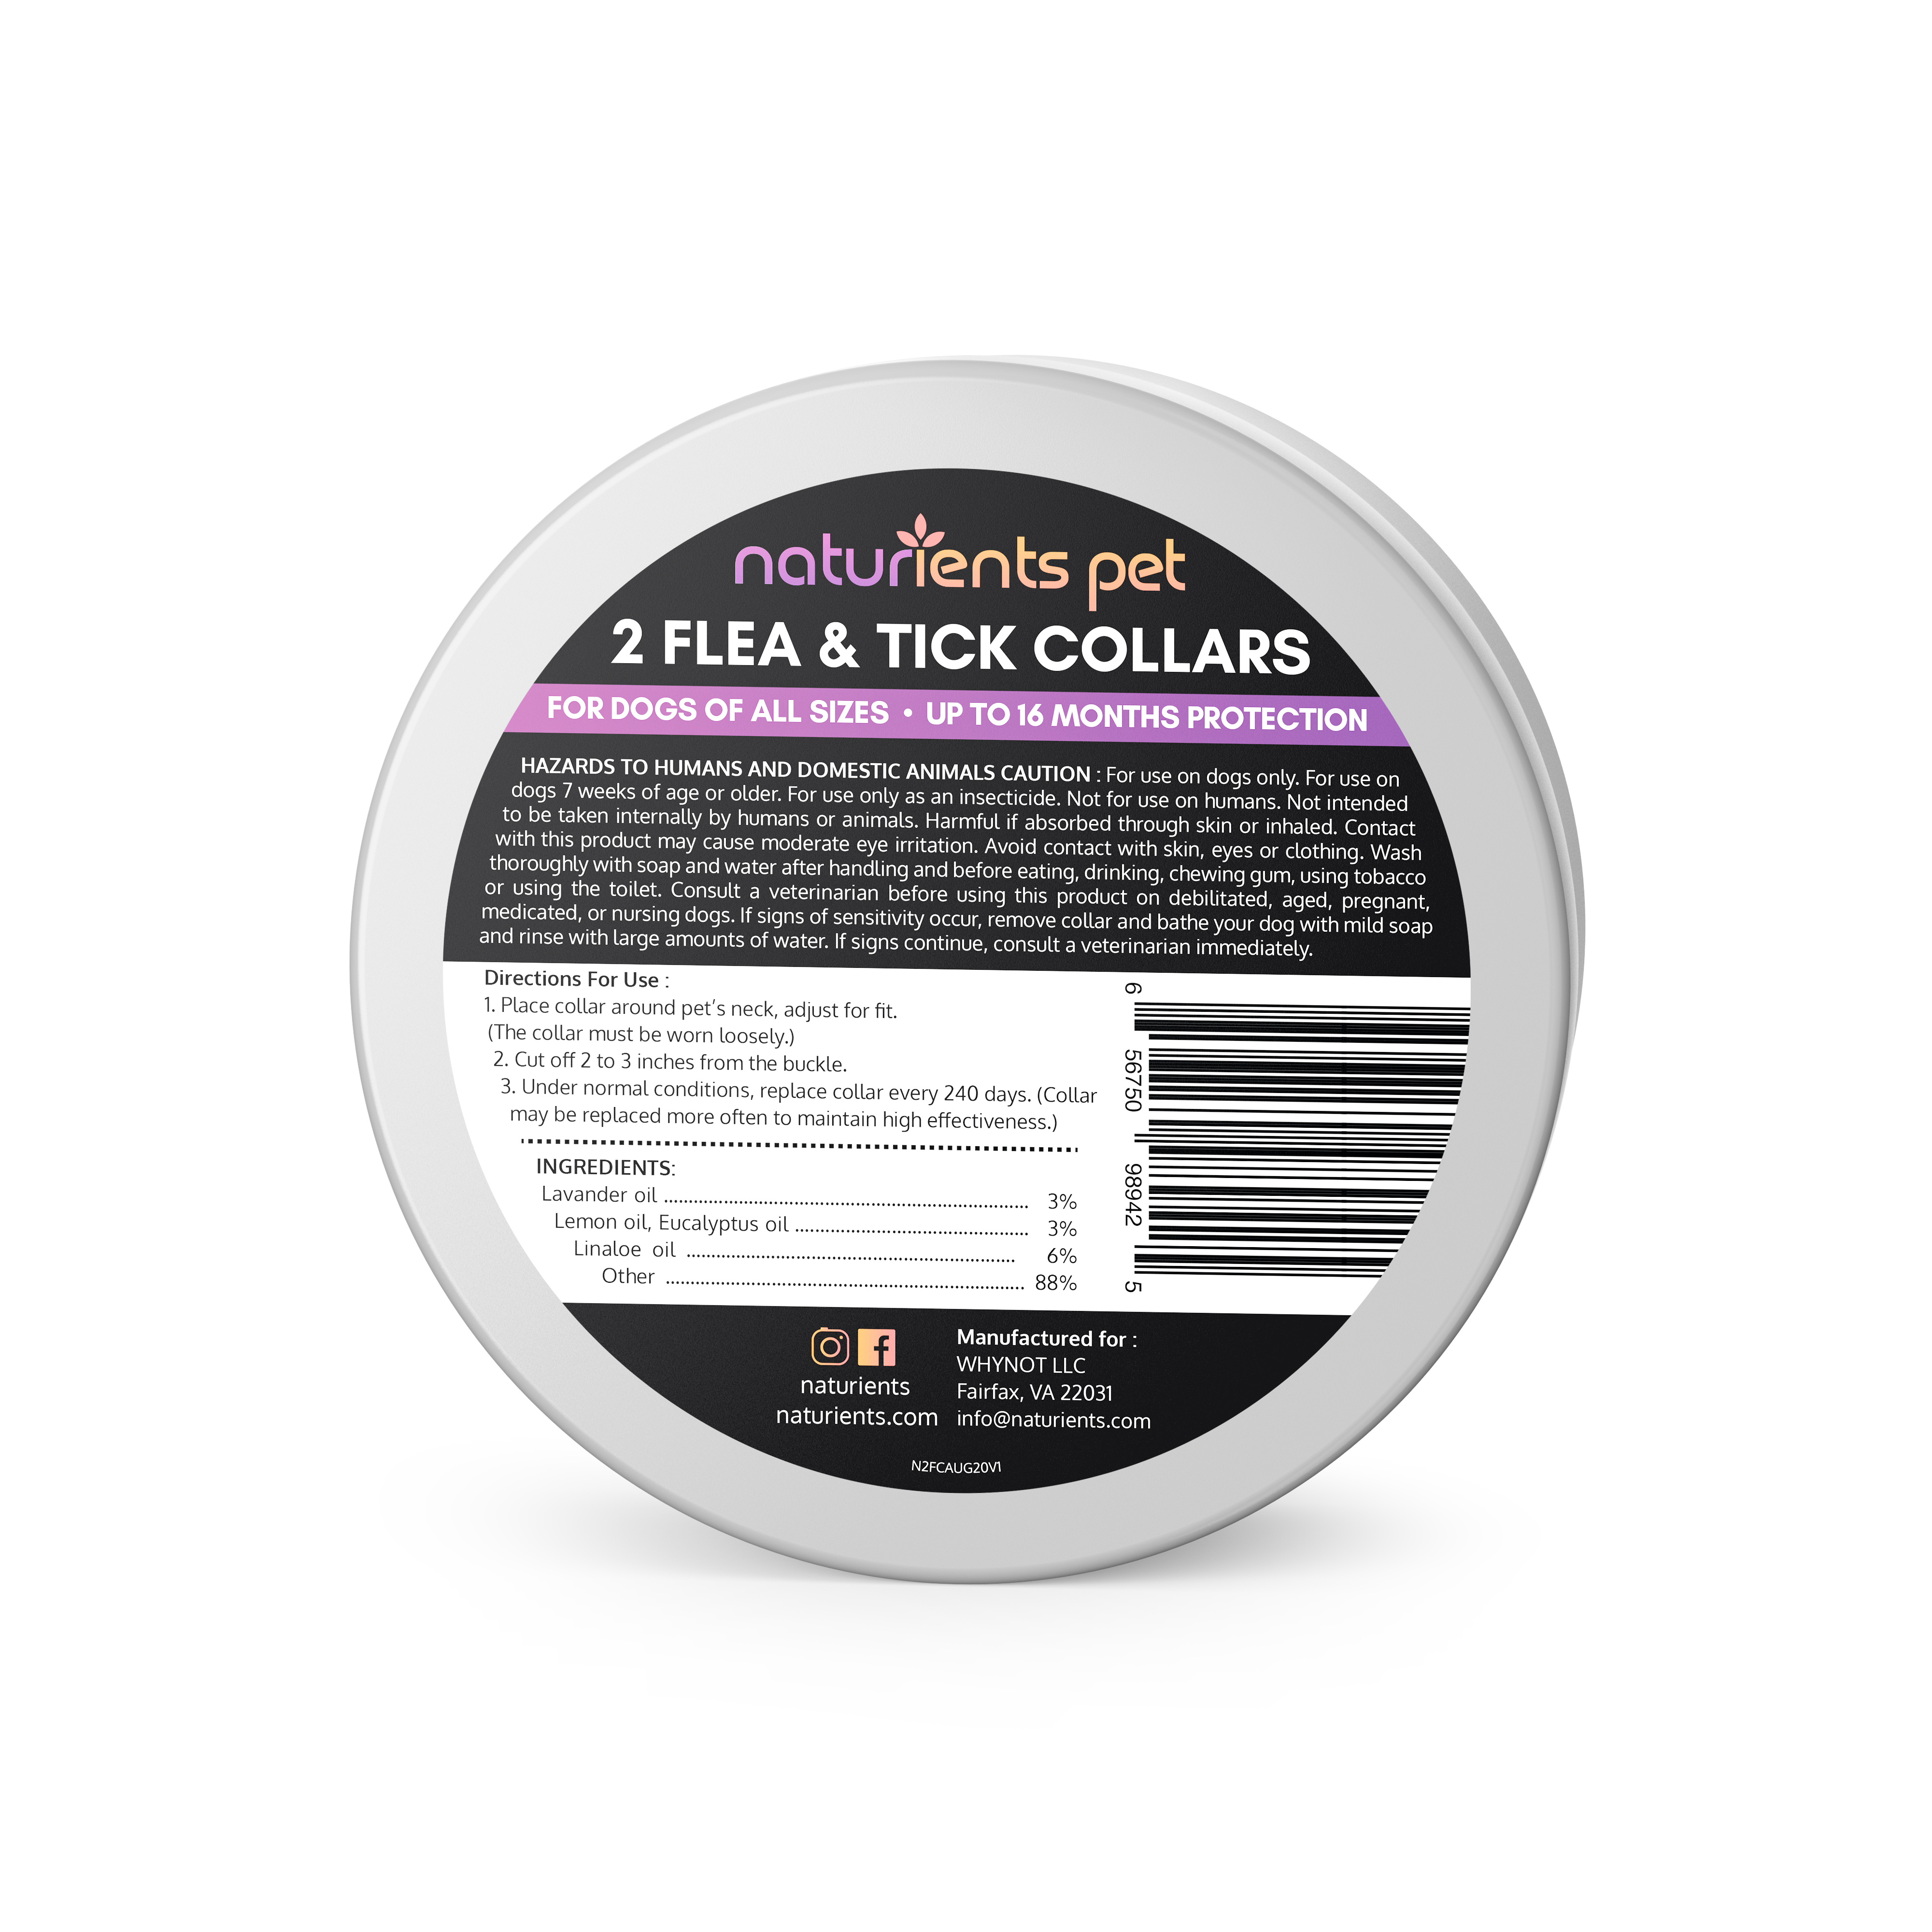 naturients pet
2 FLEA & TICK COLLARS
FOR DOGS OF ALL SIZES • UP TO 16 MONTHS PROTECTION
HAZARDS TO HUMANS AND DOMESTIC ANIMALS CAUTION : For use on dogs only. For use on
dogs 7 weeks of age or older. For use only as an insecticide. Not for use on humans. Not intended
to be taken internally by humans or animals. Harmful if absorbed through skin or inhaled. Contact
with this product may cause moderate eye irritation. Avoid contact with skin, eyes or clothing. Wash
thoroughly with soap and water after handling and before eating, drinking, chewing gum, using tobacco
or using the toilet. Consult a veterinarian before using this product on debilitated, aged, pregnant,
medicated, or nursing dogs. If signs of sensitivity occur, remove collar and bathe your dog with mild soap
and rinse with large amounts of water. If signs continue, consult a veterinarian immediately.
Directions For Use :
1. Place collar around pet's neck, adjust for fit.
(The collar must be worn loosely.)
2. Cut off 2 to 3 inches from the buckle.
3. Under normal conditions, replace collar every 240 days. (Collar
may be replaced more often to maintain high effectiveness.)
INGREDIENTS:
Lavander oil ........ 3%
Lemon oil, Eucalyptus oil ........ 3%
Linaloe oil ........ 6%
Other ........ 88%
6 56750 98942 5
naturients
naturients.com
Manufactured for :
WHYNOT LLC
Fairfax, VA 22031
info@naturients.com
N2FCAUG20V1